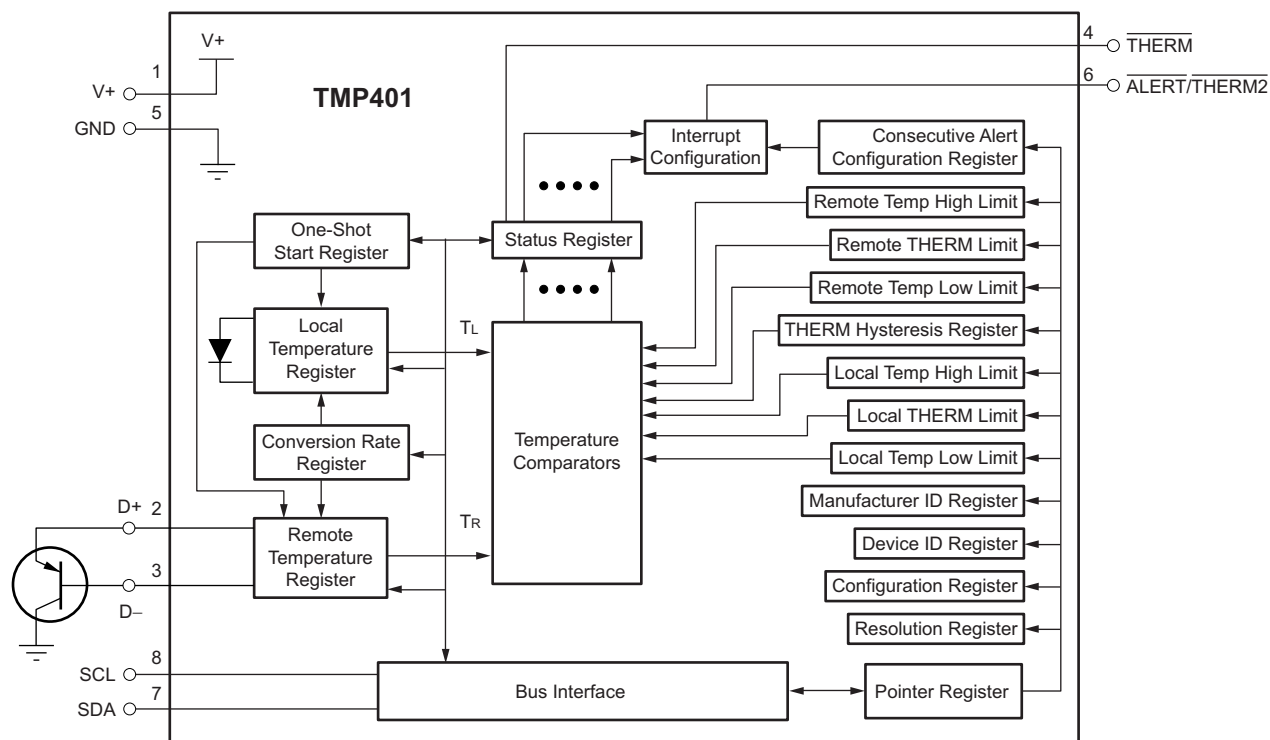 V+
1
V+
5
GND
TMP401
4
THERM
6
ALERT/THERM2
Interrupt
Configuration
Consecutive Alert
Configuration Register
Remote Temp High Limit
One-Shot
Start Register
Status Register
Remote THERM Limit
Remote Temp Low Limit
Local
Temperature
Register
TL
THERM Hysteresis Register
Local Temp High Limit
Local THERM Limit
Conversion Rate
Register
Temperature
Comparators
Local Temp Low Limit
Manufacturer ID Register
D+
2
Remote
Temperature
Register
TR
Device ID Register
3
D−
Configuration Register
Resolution Register
8
SCL
7
SDA
Bus Interface
Pointer Register